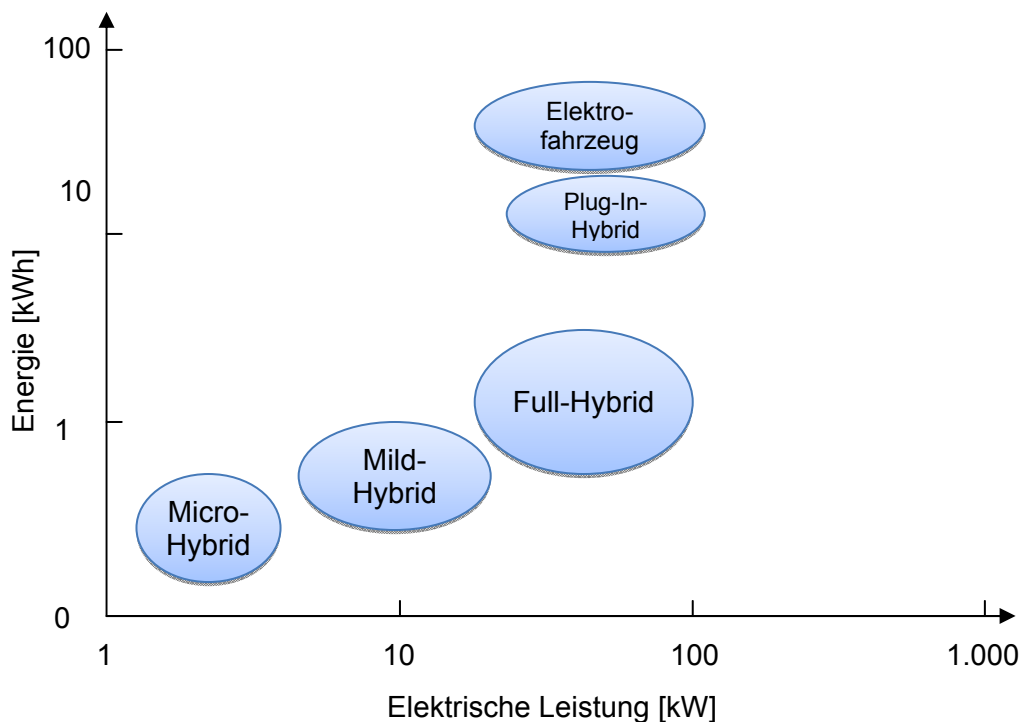 100
Elektro-
fahrzeug
10
Plug-In-
Hybrid
Energie [kWh]
Full-Hybrid
1
Mild-
Hybrid
Micro-
Hybrid
0
1 10 100 1.000
Elektrische Leistung [kW]